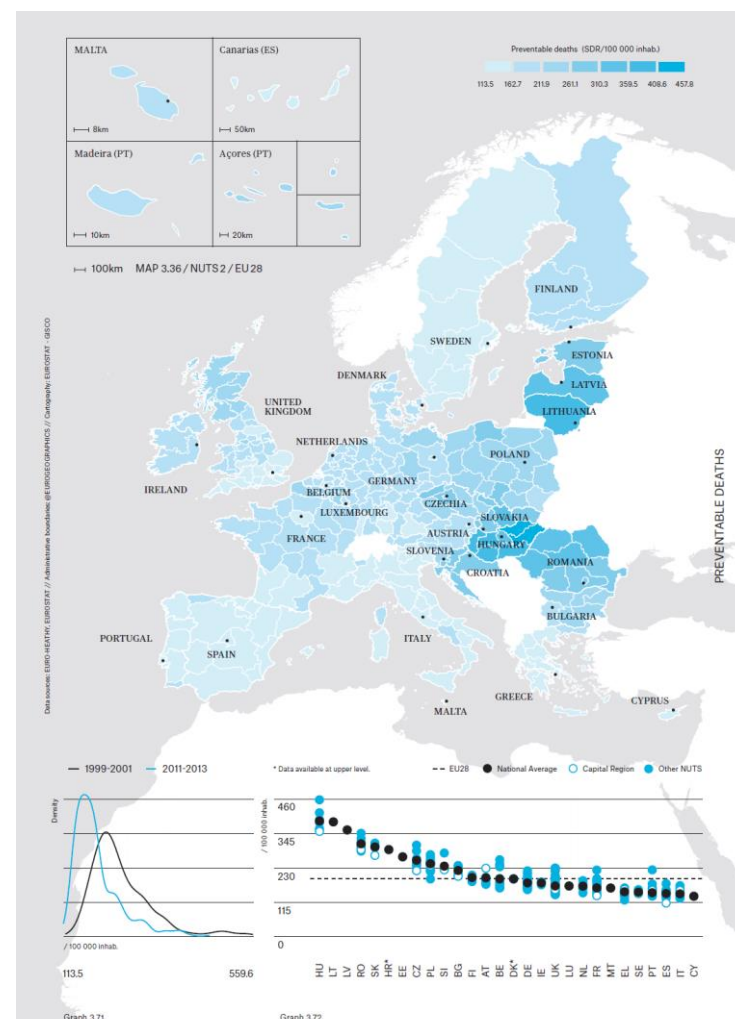 MALTA
Canarias (ES)
8km
50km
Madeira (PT)
Açores (PT)
10km
20km
Preventable deaths (SDR/100 000 inhab.)
113.5 162.7 211.9 261.1 310.3 359.5 408.6 457.8
100km MAP 3.36 / NUTS 2 / EU 28
FINLAND
SWEDEN
ESTONIA
DENMARK
LATVIA
LITHUANIA
UNITED
KINGDOM
NETHERLANDS
POLAND
IRELAND
GERMANY
BELGIUM
CZECHIA
LUXEMBOURG
SLOVAKIA
AUSTRIA
FRANCE
HUNGARY
SLOVENIA
ROMANIA
CROATIA
BULGARIA
PORTUGAL
SPAIN
ITALY
GREECE
CYPRUS
MALTA
Data sources: EURO-HEATHY, EUROSTAT // Administrative boundaries: @EUROGEOGRAPHICS // Cartography: EUROSTAT - GISCO
PREVENTABLE DEATHS
1999-2001 2011-2013
* Data available at upper level.
EU28 National Average Capital Region Other NUTS
Density
/ 100 000 inhab.
113.5 559.6
/ 100 000 inhab.
460
345
230
115
0
HU LT LV RO SK HR* EE CZ PL SI BG FI AT BE DK* DE IE UK LU NL FR MT EL SE PT ES IT CY
Graph 3.71
Graph 3.72